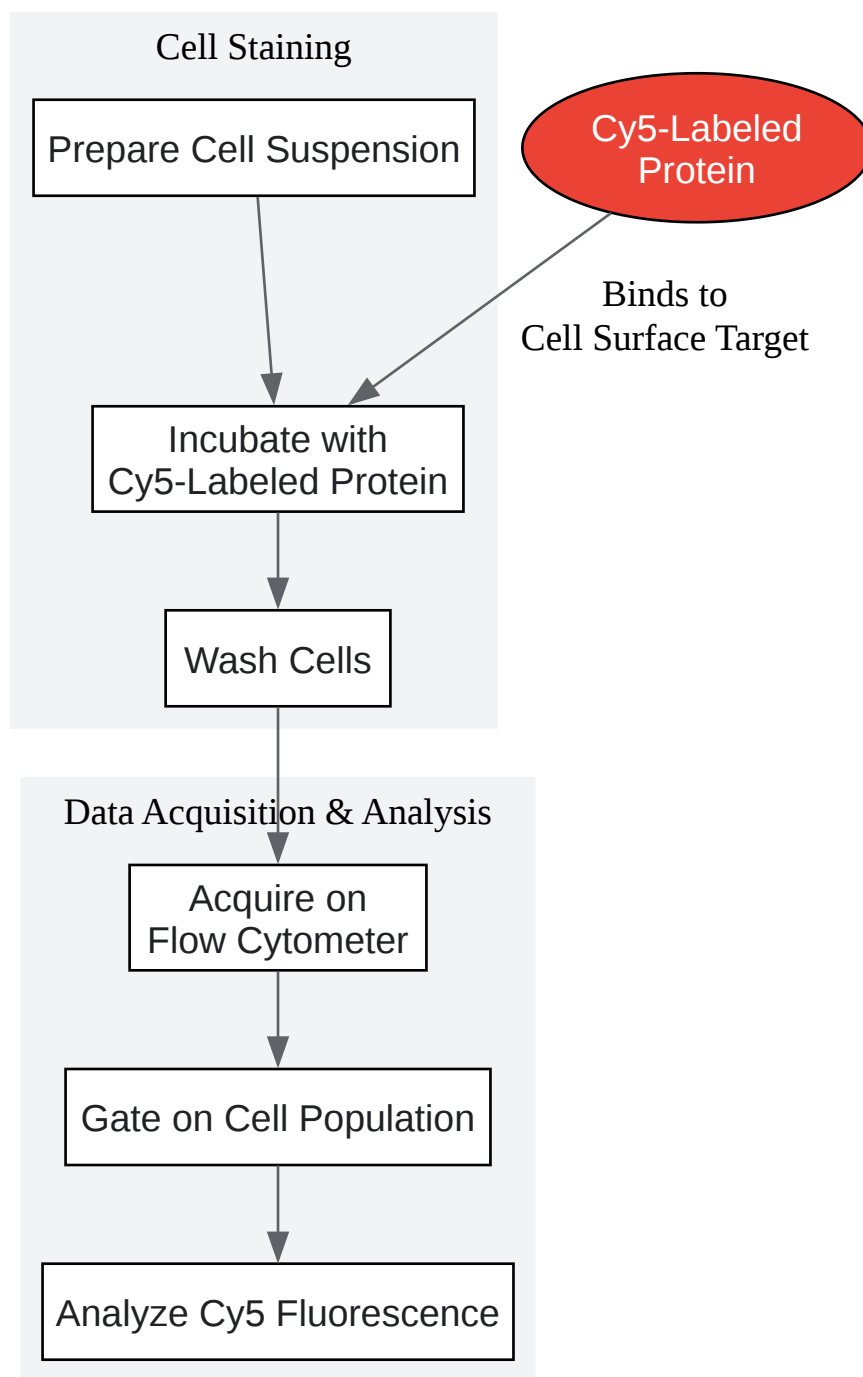 Cell Staining
Prepare Cell Suspension
Cy5-Labeled
Protein
Binds to
Cell Surface Target
Incubate with
Cy5-Labeled Protein
Wash Cells
Data Acquisition & Analysis
Acquire on
Flow Cytometer
Gate on Cell Population
Analyze Cy5 Fluorescence